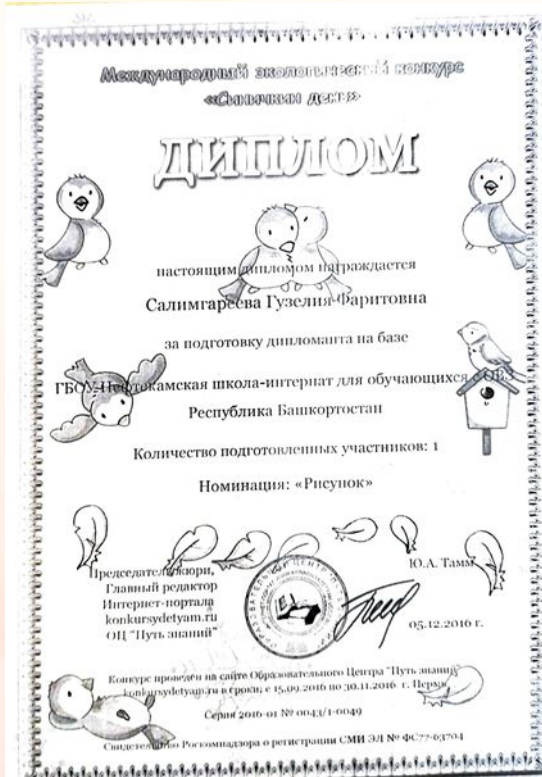 Международный экологический конкурс
«Синичкин день»
ДИПЛОМ
настоящим дипломом награждается
Салимгареева Гузелия Фаритовна
за подготовку дипломанта на базе
ГБОУ Нефтекамская школа-интернат для обучающихся с ОВЗ
Республика Башкортостан
Количество подготовленных участников: 1
Номинация: «Рисунок»
Председатель жюри,
Главный редактор
Интернет-портала
konkursydetyam.ru
ОЦ "Путь знаний"
Ю.А. Тамм
05.12.2016 г.
Конкурс проведён на сайте Образовательного Центра "Путь знаний"
konkursydetyam.ru в сроки: с 15.09.2016 по 30.11.2016 г. Пермь
Серия 2016-01 № 0043/1-0049
Свидетельство Роскомнадзора о регистрации СМИ ЭЛ № ФС77-63704